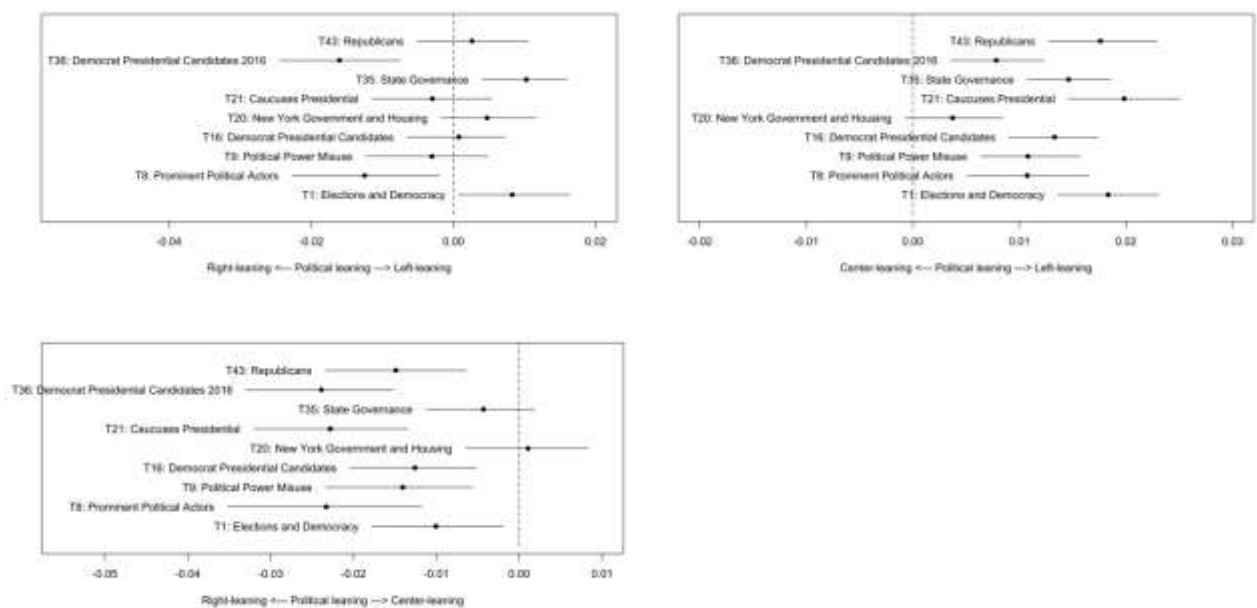 T43: Republicans
T36: Democrat Presidential Candidates 2016
T35: State Governance
T21: Caucuses Presidential
T20: New York Government and Housing
T16: Democrat Presidential Candidates
T9: Political Power Misuse
T8: Prominent Political Actors
T1: Elections and Democracy
-0.04 -0.02 0.00 0.02
Right-leaning <--- Political leaning ---> Left-leaning
T43: Republicans
T36: Democrat Presidential Candidates 2016
T35: State Governance
T21: Caucuses Presidential
T20: New York Government and Housing
T16: Democrat Presidential Candidates
T9: Political Power Misuse
T8: Prominent Political Actors
T1: Elections and Democracy
-0.02 -0.01 0.00 0.01 0.02 0.03
Center-leaning <--- Political leaning ---> Left-leaning
T43: Republicans
T36: Democrat Presidential Candidates 2016
T35: State Governance
T21: Caucuses Presidential
T20: New York Government and Housing
T16: Democrat Presidential Candidates
T9: Political Power Misuse
T8: Prominent Political Actors
T1: Elections and Democracy
-0.05 -0.04 -0.03 -0.02 -0.01 0.00 0.01
Right-leaning <--- Political leaning ---> Center-leaning